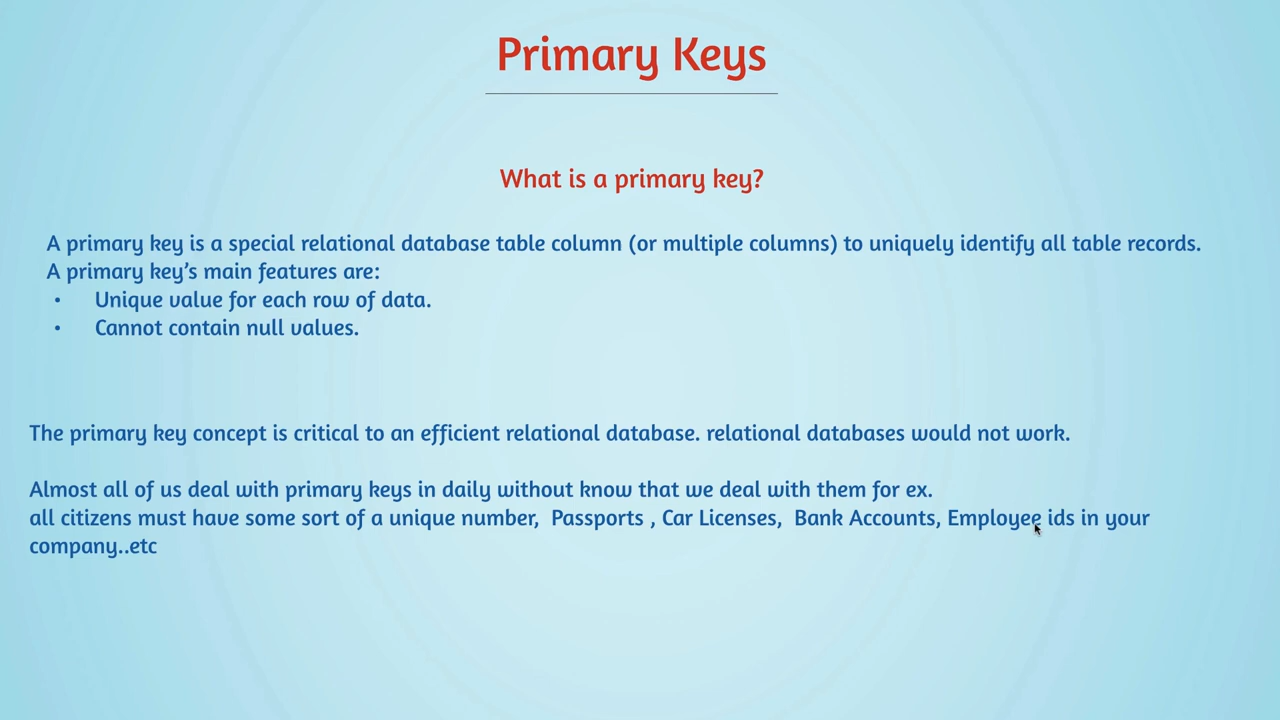 Primary Keys
What is a primary key?
A primary key is a special relational database table column (or multiple columns) to uniquely identify all table records.
A primary key’s main features are:
• Unique value for each row of data.
• Cannot contain null values.
The primary key concept is critical to an efficient relational database. relational databases would not work.
Almost all of us deal with primary keys in daily without know that we deal with them for ex.
all citizens must have some sort of a unique number, Passports , Car Licenses, Bank Accounts, Employee ids in your
company..etc